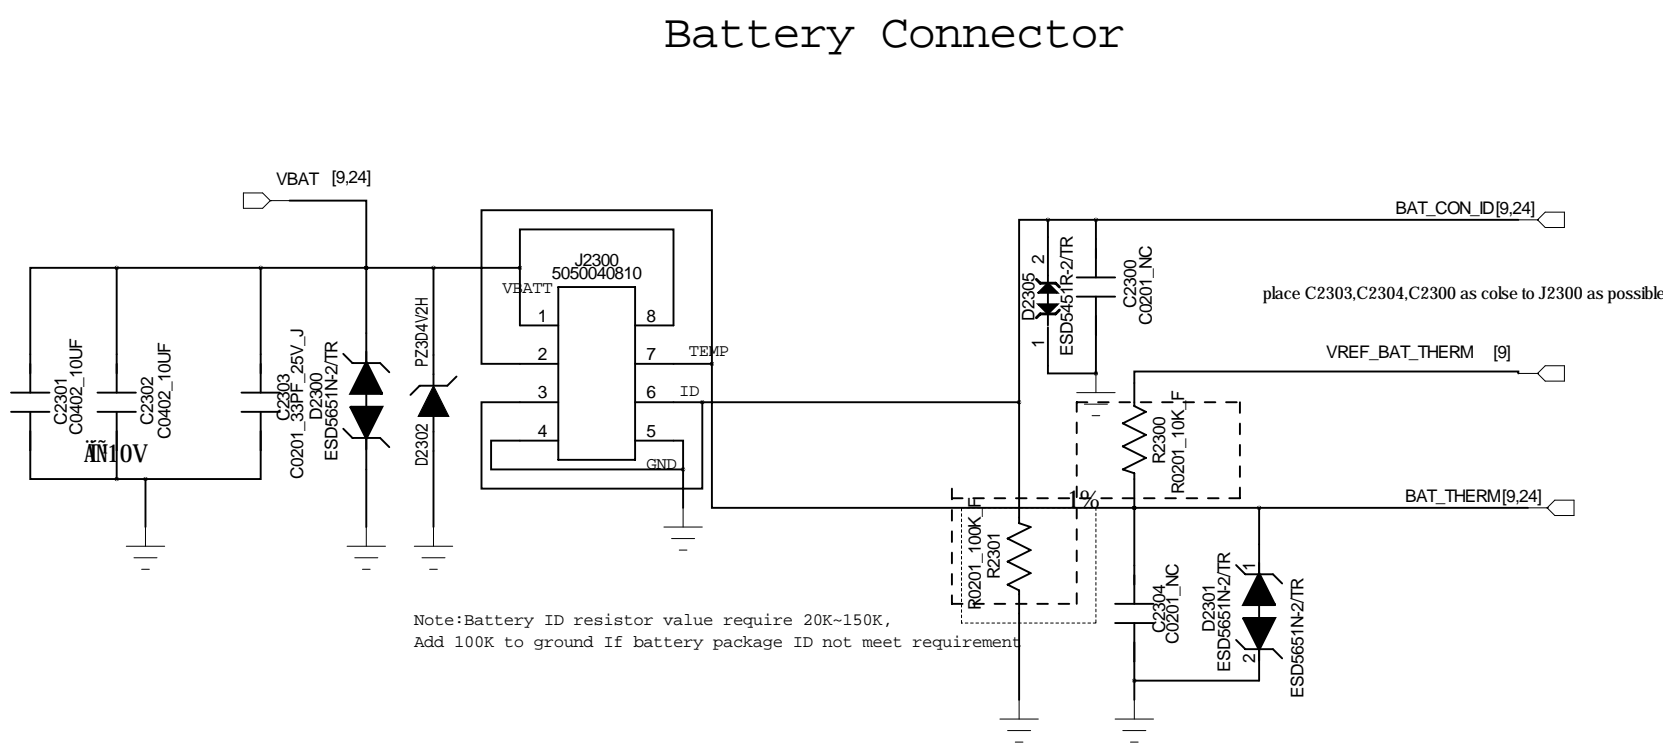 Battery Connector
VBAT [9,24]
BAT_CON_ID[9,24]
J2300
5050040810
VBATT
1
2
3
4
8
7
6
5
TEMP
ID
GND
C2301
C0402_10UF
C2302
C0402_10UF
10V
C2303
C0201_33PF_25V_J
D2300
ESD5651N-2/TR
PZ3D4V2H
D2302
D2305
2
1
ESD5451R-2/TR
C2300
C0201_NC
place C2303,C2304,C2300 as colse to J2300 as possible
VREF_BAT_THERM [9]
R2300
R0201_10K_F
1%
BAT_THERM[9,24]
R0201_100K_F
R2301
C2304
C0201_NC
D2301
ESD5651N-2/TR
1
2
ESD5651N-2/TR
Note:Battery ID resistor value require 20K~150K,
Add 100K to ground If battery package ID not meet requirement